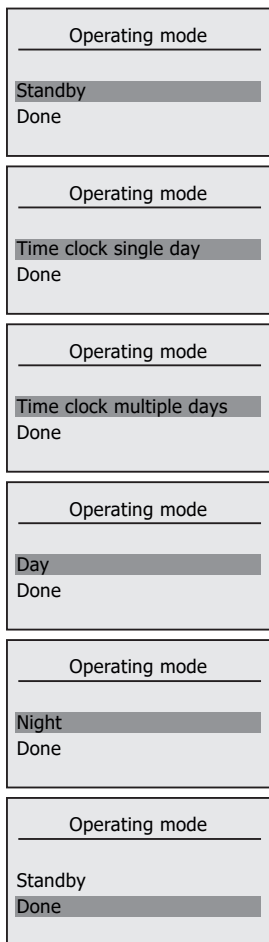 Operating mode
Standby
Done
Operating mode
Time clock single day
Done
Operating mode
Time clock multiple days
Done
Operating mode
Day
Done
Operating mode
Night
Done
Operating mode
Standby
Done